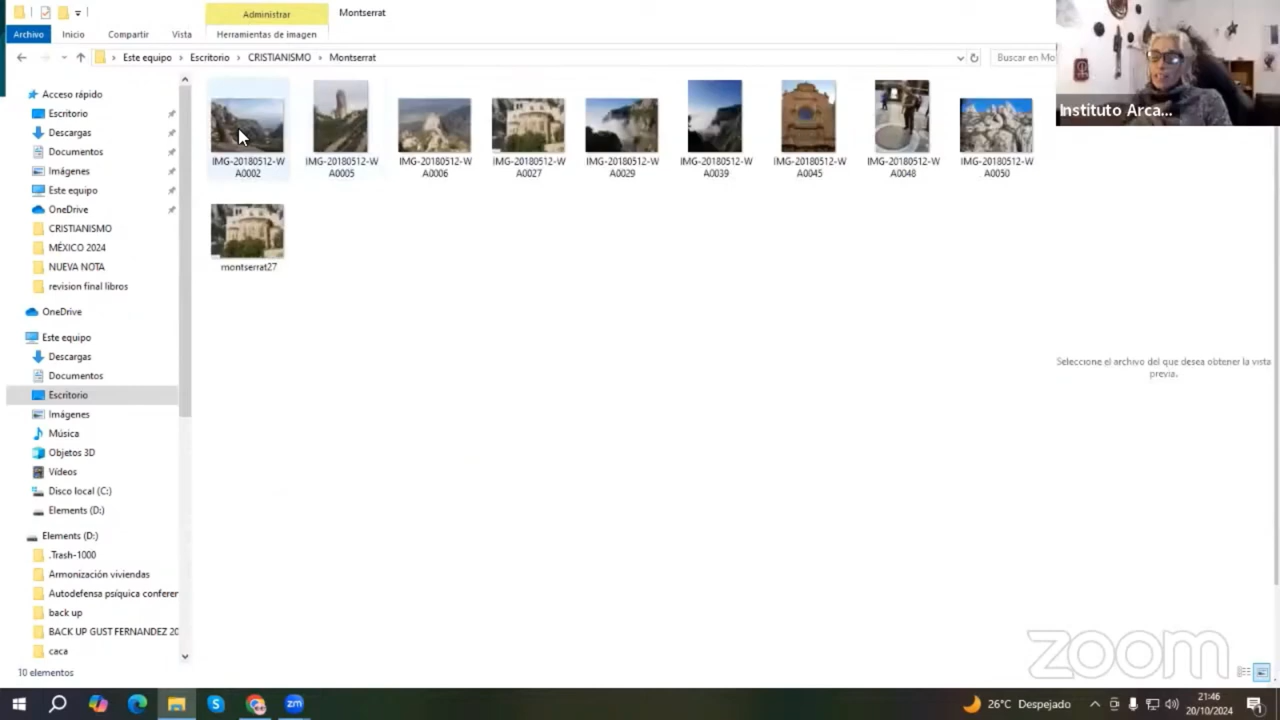 Administrar
Montserrat
Archivo
Inicio
Compartir
Vista
Herramientas de imagen
Este equipo
Escritorio
CRISTIANISMO
Montserrat
Buscar en Mo
Instituto Arca...
Acceso rápido
Escritorio
Descargas
Documentos
Imágenes
Este equipo
OneDrive
CRISTIANISMO
MÉXICO 2024
NUEVA NOTA
revision final libros
OneDrive
Este equipo
Descargas
Documentos
Escritorio
Imágenes
Música
Objetos 3D
Vídeos
Disco local (C:)
Elements (D:)
Elements (D:)
.Trash-1000
Armonización viviendas
Autodefensa psíquica conferer
back up
BACK UP GUST FERNANDEZ 20
caca
IMG-20180512-W
A0002
IMG-20180512-W
A0005
IMG-20180512-W
A0006
IMG-20180512-W
A0027
IMG-20180512-W
A0029
IMG-20180512-W
A0039
IMG-20180512-W
A0045
IMG-20180512-W
A0048
IMG-20180512-W
A0050
montserrat27
Seleccione el archivo del que desea obtener la vista
previa.
10 elementos
zoom
zm
26°C Despejado
21:46
20/10/2024